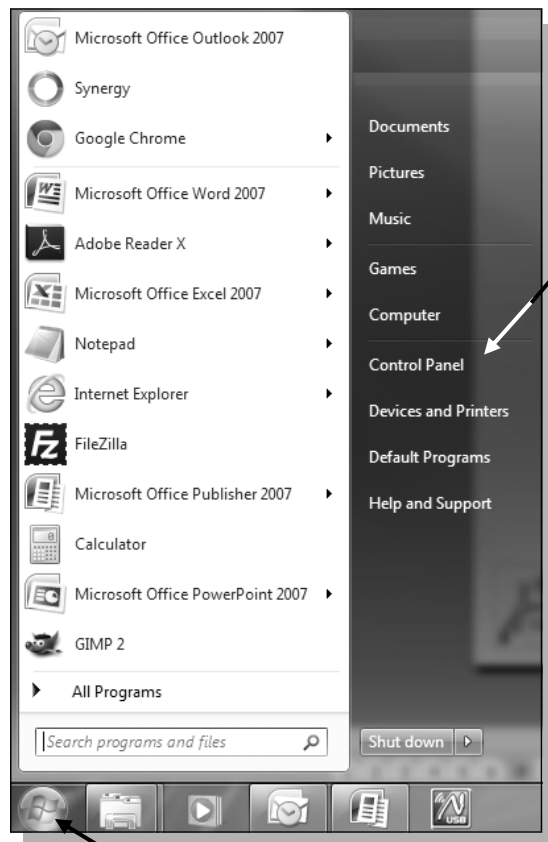 Microsoft Office Outlook 2007
Synergy
Google Chrome
Microsoft Office Word 2007
Adobe Reader X
Microsoft Office Excel 2007
Notepad
Internet Explorer
FileZilla
Microsoft Office Publisher 2007
Calculator
Microsoft Office PowerPoint 2007
GIMP 2
All Programs
Search programs and files
Documents
Pictures
Music
Games
Computer
Control Panel
Devices and Printers
Default Programs
Help and Support
Shut down
USB